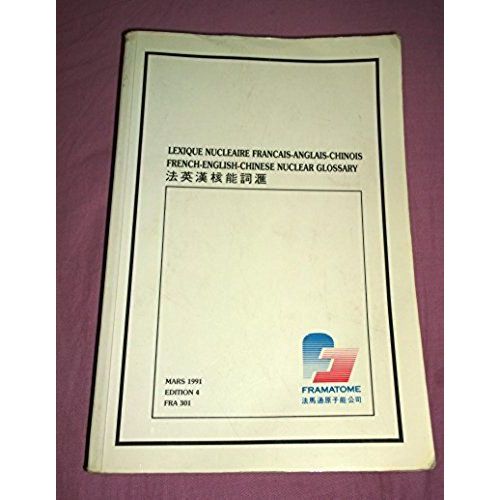 LEXIQUE NUCLEAIRE FRANCAIS-ANGLAIS-CHINOIS
FRENCH-ENGLISH-CHINESE NUCLEAR GLOSSARY
法英漢核能詞滙
MARS 1991
EDITION 4
FRA 301
FRAMATOME
法馬通原子能公司